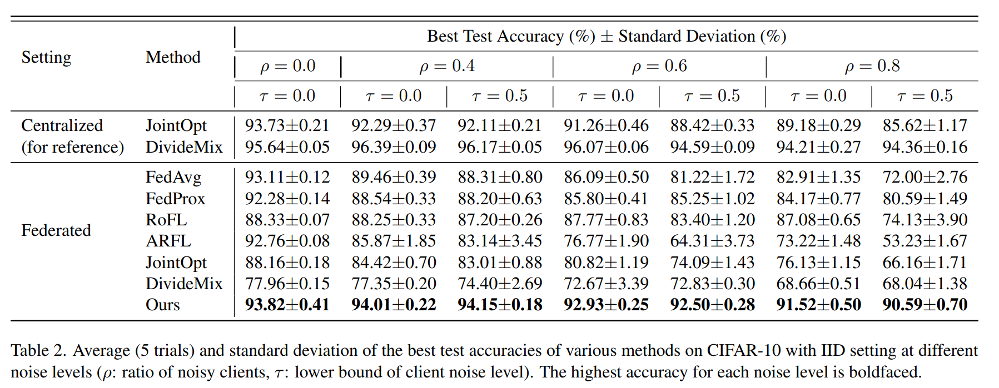 Setting Method Best Test Accuracy (%) ± Standard Deviation (%)
ρ = 0.0 ρ = 0.4 ρ = 0.6 ρ = 0.8
τ = 0.0 τ = 0.0 τ = 0.5 τ = 0.0 τ = 0.5 τ = 0.0 τ = 0.5
Centralized JointOpt 93.73±0.21 92.29±0.37 92.11±0.21 91.26±0.46 88.42±0.33 89.18±0.29 85.62±1.17
(for reference) DivideMix 95.64±0.05 96.39±0.09 96.17±0.05 96.07±0.06 94.59±0.09 94.21±0.27 94.36±0.16
FedAvg 93.11±0.12 89.46±0.39 88.31±0.80 86.09±0.50 81.22±1.72 82.91±1.35 72.00±2.76
FedProx 92.28±0.14 88.54±0.33 88.20±0.63 85.80±0.41 85.25±1.02 84.17±0.77 80.59±1.49
RoFL 88.33±0.07 88.25±0.33 87.20±0.26 87.77±0.83 83.40±1.20 87.08±0.65 74.13±3.90
Federated ARFL 92.76±0.08 85.87±1.85 83.14±3.45 76.77±1.90 64.31±3.73 73.22±1.48 53.23±1.67
JointOpt 88.16±0.18 84.42±0.70 83.01±0.88 80.82±1.19 74.09±1.43 76.13±1.15 66.16±1.71
DivideMix 77.96±0.15 77.35±0.20 74.40±2.69 72.67±3.39 72.83±0.30 68.66±0.51 68.04±1.38
Ours 93.82±0.41 94.01±0.22 94.15±0.18 92.93±0.25 92.50±0.28 91.52±0.50 90.59±0.70
Table 2. Average (5 trials) and standard deviation of the best test accuracies of various methods on CIFAR-10 with IID setting at different
noise levels (ρ: ratio of noisy clients, τ: lower bound of client noise level). The highest accuracy for each noise level is boldfaced.